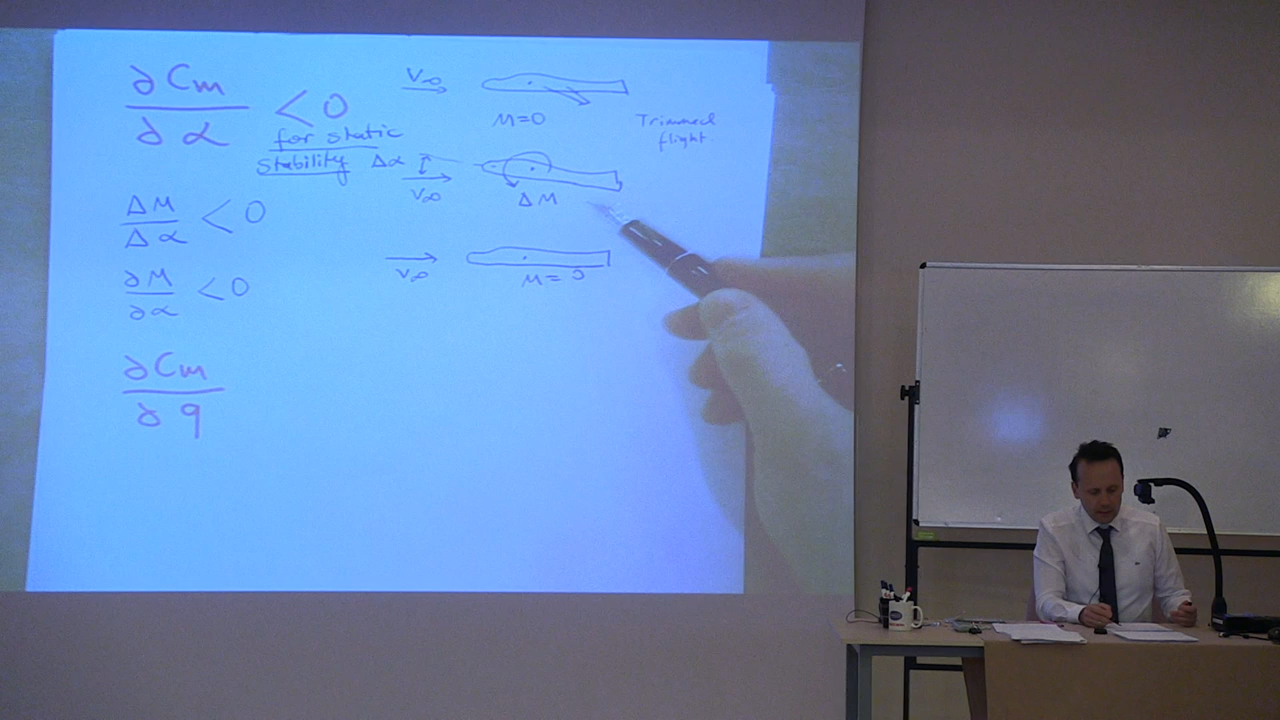 ∂Cm
/∂α < 0
for static
stability
ΔM/Δα < 0
∂M/∂α < 0
∂Cm/∂q
V∞
M=0
Trimmed
flight
Δα
V∞
ΔM
V∞
M=0